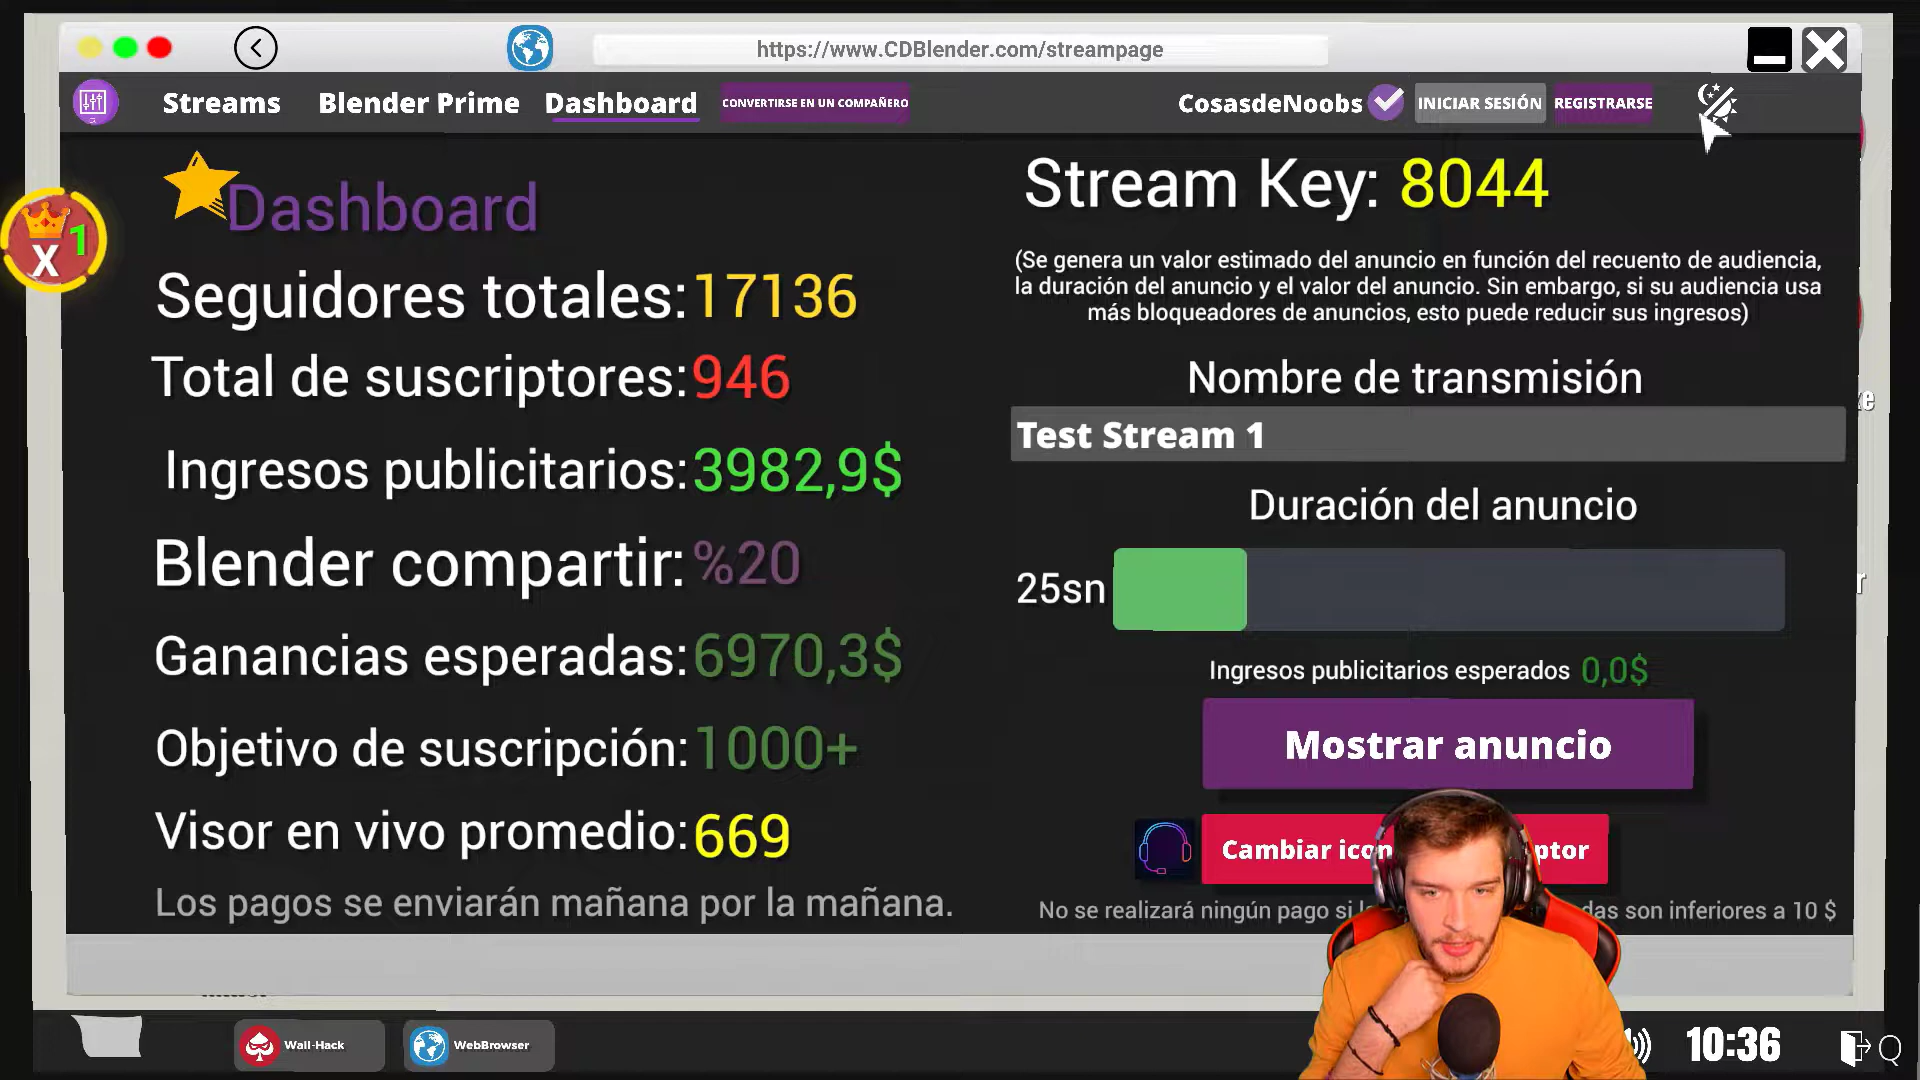 https://www.CDBlender.com/streampage
Streams
Blender Prime
Dashboard
CONVERTIRSE EN UN COMPAÑERO
CosasdeNoobs
INICIAR SESIÓN
REGISTRARSE
Dashboard
X 1
Seguidores totales: 17136
Total de suscriptores: 946
Ingresos publicitarios: 3982,9$
Blender compartir: %20
Ganancias esperadas: 6970,3$
Objetivo de suscripción: 1000+
Visor en vivo promedio: 669
Los pagos se enviarán mañana por la mañana.
Stream Key: 8044
(Se genera un valor estimado del anuncio en función del recuento de audiencia,
la duración del anuncio y el valor del anuncio. Sin embargo, si su audiencia usa
más bloqueadores de anuncios, esto puede reducir sus ingresos)
Nombre de transmisión
Test Stream 1
Duración del anuncio
25sn
Ingresos publicitarios esperados 0,0$
Mostrar anuncio
Cambiar icon ptor
No se realizará ningún pago si l das son inferiores a 10 $
Wall-Hack
WebBrowser
10:36
Q